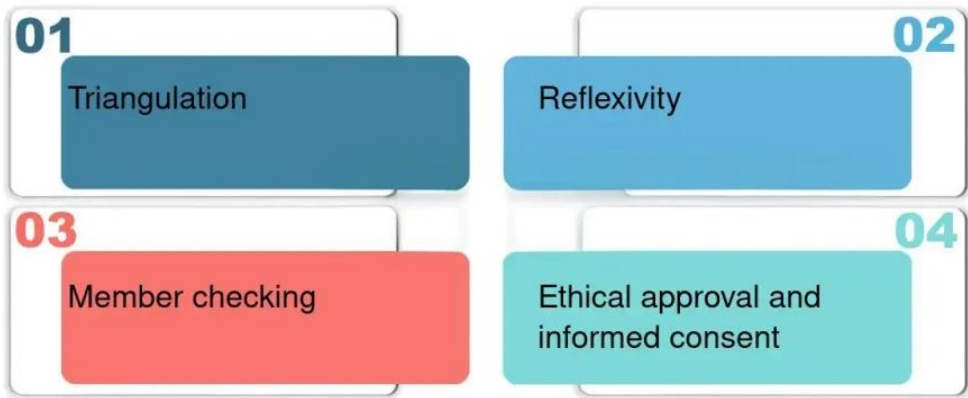 01
Triangulation
02
Reflexivity
03
Member checking
04
Ethical approval and
informed consent